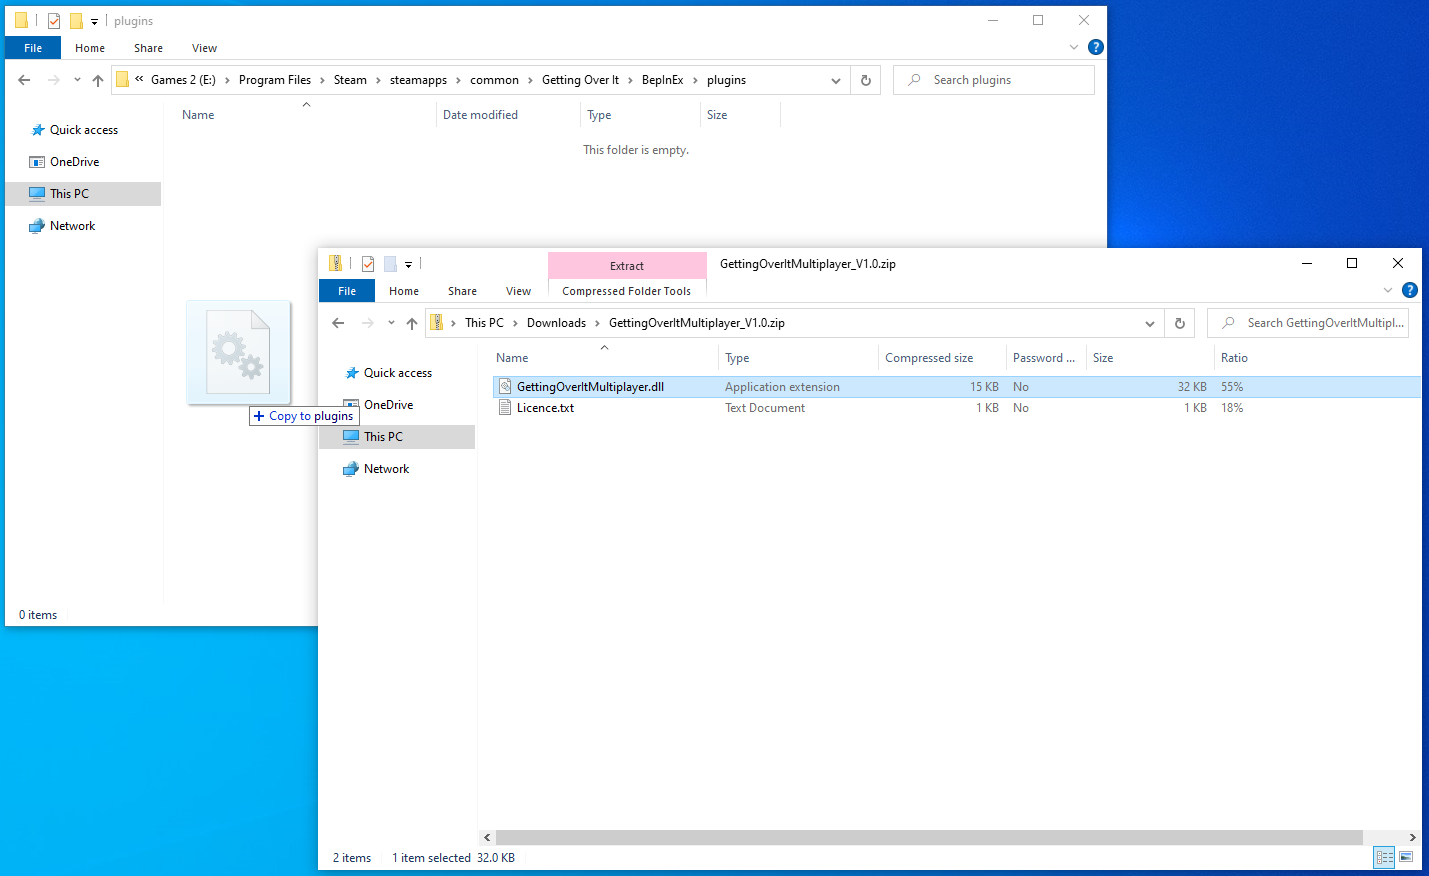 plugins
File Home Share View
« Games 2 (E:) > Program Files > Steam > steamapps > common > Getting Over It > BepInEx > plugins
Search plugins
Name Date modified Type Size
This folder is empty.
Quick access
OneDrive
This PC
Network
+ Copy to plugins
0 items
Extract GettingOverItMultiplayer_V1.0.zip
File Home Share View Compressed Folder Tools
> This PC > Downloads > GettingOverItMultiplayer_V1.0.zip
Search GettingOverItMultipl...
Name Type Compressed size Password ... Size Ratio
Quick access
OneDrive
This PC
Network
GettingOverItMultiplayer.dll Application extension 15 KB No 32 KB 55%
Licence.txt Text Document 1 KB No 1 KB 18%
2 items 1 item selected 32.0 KB